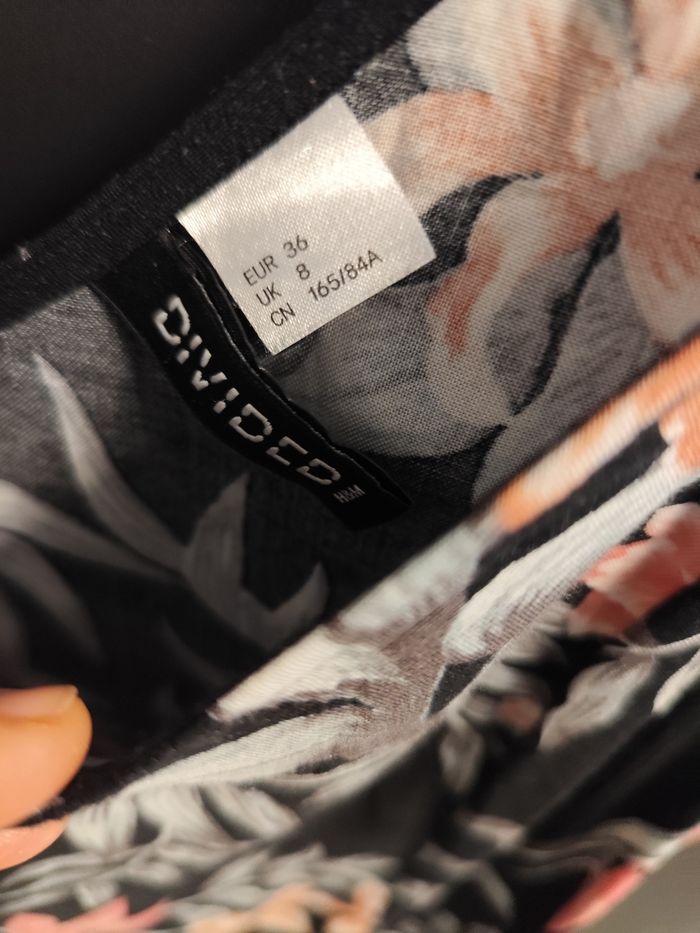 EUR 36
UK 8
CN 165/84A
DIVIDED
H&M